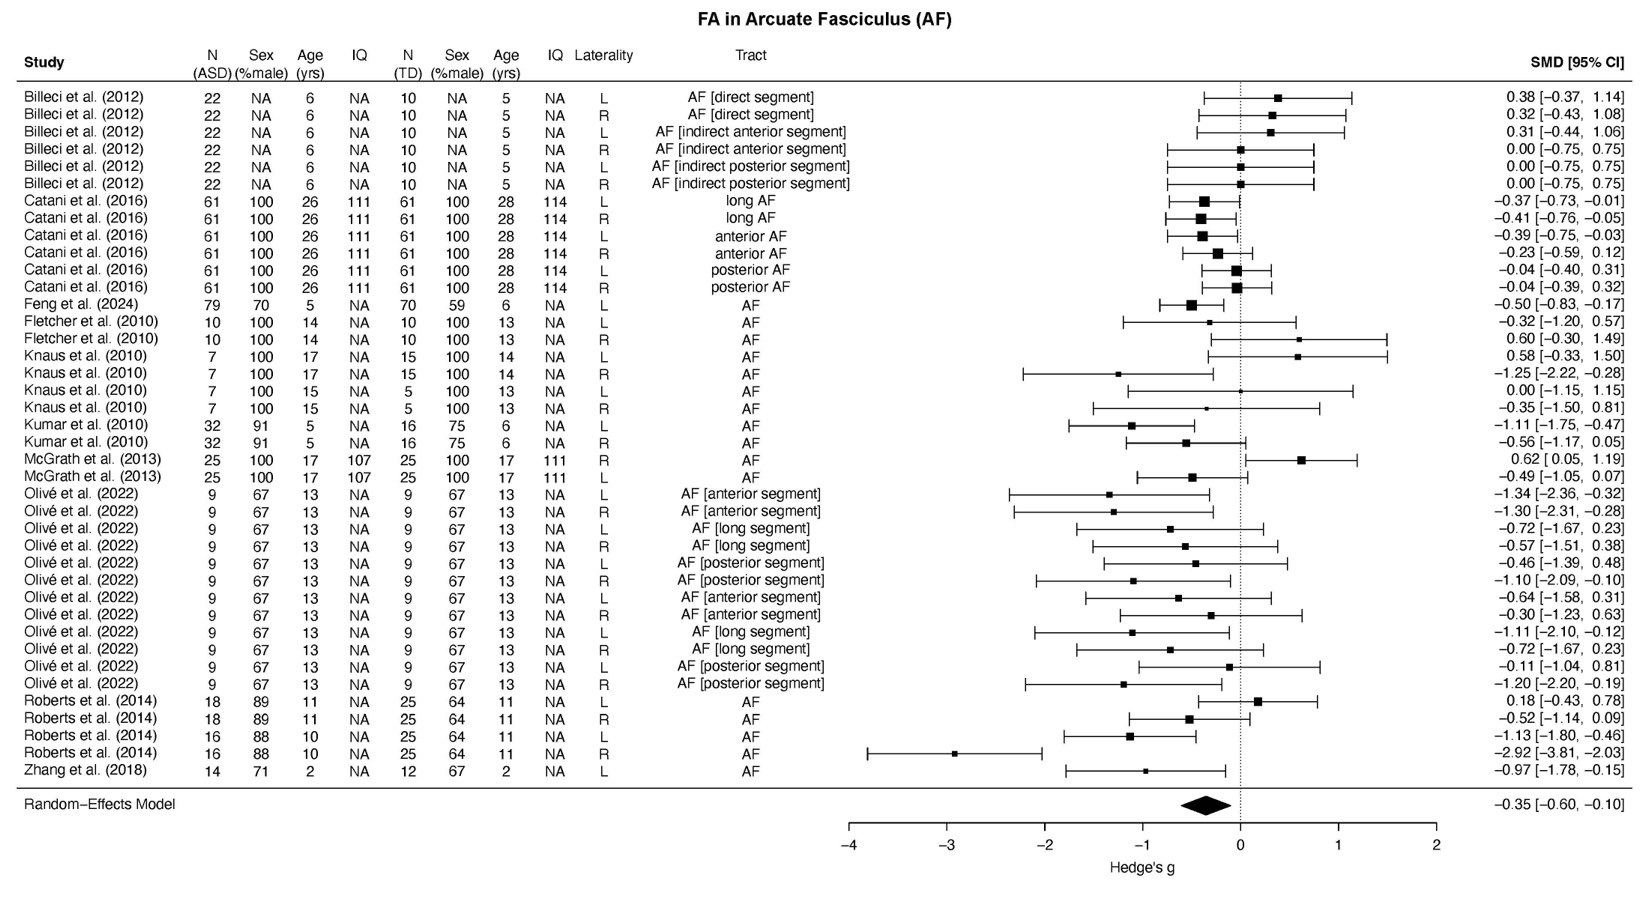 FA in Arcuate Fasciculus (AF)
Study N (ASD) Sex (%male) Age (yrs) IQ N (TD) Sex (%male) Age (yrs) IQ Laterality Tract SMD [95% CI]
Billeci et al. (2012) 22 NA 6 NA 10 NA 5 NA L AF [direct segment] 0.38 [−0.37, 1.14]
Billeci et al. (2012) 22 NA 6 NA 10 NA 5 NA R AF [direct segment] 0.32 [−0.43, 1.08]
Billeci et al. (2012) 22 NA 6 NA 10 NA 5 NA L AF [indirect anterior segment] 0.31 [−0.44, 1.06]
Billeci et al. (2012) 22 NA 6 NA 10 NA 5 NA R AF [indirect anterior segment] 0.00 [−0.75, 0.75]
Billeci et al. (2012) 22 NA 6 NA 10 NA 5 NA L AF [indirect posterior segment] 0.00 [−0.75, 0.75]
Billeci et al. (2012) 22 NA 6 NA 10 NA 5 NA R AF [indirect posterior segment] 0.00 [−0.75, 0.75]
Catani et al. (2016) 61 100 26 111 61 100 28 114 L long AF −0.37 [−0.73, −0.01]
Catani et al. (2016) 61 100 26 111 61 100 28 114 R long AF −0.41 [−0.76, −0.05]
Catani et al. (2016) 61 100 26 111 61 100 28 114 L anterior AF −0.39 [−0.75, −0.03]
Catani et al. (2016) 61 100 26 111 61 100 28 114 R anterior AF −0.23 [−0.59, 0.12]
Catani et al. (2016) 61 100 26 111 61 100 28 114 L posterior AF −0.04 [−0.40, 0.31]
Catani et al. (2016) 61 100 26 111 61 100 28 114 R posterior AF −0.04 [−0.39, 0.32]
Feng et al. (2024) 79 70 5 NA 70 59 6 NA L AF −0.50 [−0.83, −0.17]
Fletcher et al. (2010) 10 100 14 NA 10 100 13 NA L AF −0.32 [−1.20, 0.57]
Fletcher et al. (2010) 10 100 14 NA 10 100 13 NA R AF 0.60 [−0.30, 1.49]
Knaus et al. (2010) 7 100 17 NA 15 100 14 NA L AF 0.58 [−0.33, 1.50]
Knaus et al. (2010) 7 100 17 NA 15 100 14 NA R AF −1.25 [−2.22, −0.28]
Knaus et al. (2010) 7 100 15 NA 5 100 13 NA L AF 0.00 [−1.15, 1.15]
Knaus et al. (2010) 7 100 15 NA 5 100 13 NA R AF −0.35 [−1.50, 0.81]
Kumar et al. (2010) 32 91 5 NA 16 75 6 NA L AF −1.11 [−1.75, −0.47]
Kumar et al. (2010) 32 91 5 NA 16 75 6 NA R AF −0.56 [−1.17, 0.05]
McGrath et al. (2013) 25 100 17 107 25 100 17 111 R AF 0.62 [ 0.05, 1.19]
McGrath et al. (2013) 25 100 17 107 25 100 17 111 L AF −0.49 [−1.05, 0.07]
Olivé et al. (2022) 9 67 13 NA 9 67 13 NA L AF [anterior segment] −1.34 [−2.36, −0.32]
Olivé et al. (2022) 9 67 13 NA 9 67 13 NA R AF [anterior segment] −1.30 [−2.31, −0.28]
Olivé et al. (2022) 9 67 13 NA 9 67 13 NA L AF [long segment] −0.72 [−1.67, 0.23]
Olivé et al. (2022) 9 67 13 NA 9 67 13 NA R AF [long segment] −0.57 [−1.51, 0.38]
Olivé et al. (2022) 9 67 13 NA 9 67 13 NA L AF [posterior segment] −0.46 [−1.39, 0.48]
Olivé et al. (2022) 9 67 13 NA 9 67 13 NA R AF [posterior segment] −1.10 [−2.09, −0.10]
Olivé et al. (2022) 9 67 13 NA 9 67 13 NA L AF [anterior segment] −0.64 [−1.58, 0.31]
Olivé et al. (2022) 9 67 13 NA 9 67 13 NA R AF [anterior segment] −0.30 [−1.23, 0.63]
Olivé et al. (2022) 9 67 13 NA 9 67 13 NA L AF [long segment] −1.11 [−2.10, −0.12]
Olivé et al. (2022) 9 67 13 NA 9 67 13 NA R AF [long segment] −0.72 [−1.67, 0.23]
Olivé et al. (2022) 9 67 13 NA 9 67 13 NA L AF [posterior segment] −0.11 [−1.04, 0.81]
Olivé et al. (2022) 9 67 13 NA 9 67 13 NA R AF [posterior segment] −1.20 [−2.20, −0.19]
Roberts et al. (2014) 18 89 11 NA 25 64 11 NA L AF 0.18 [−0.43, 0.78]
Roberts et al. (2014) 18 89 11 NA 25 64 11 NA R AF −0.52 [−1.14, 0.09]
Roberts et al. (2014) 16 88 10 NA 25 64 11 NA L AF −1.13 [−1.80, −0.46]
Roberts et al. (2014) 16 88 10 NA 25 64 11 NA R AF −2.92 [−3.81, −2.03]
Zhang et al. (2018) 14 71 2 NA 12 67 2 NA L AF −0.97 [−1.78, −0.15]
Random−Effects Model −0.35 [−0.60, −0.10]
−4 −3 −2 −1 0 1 2
Hedge's g